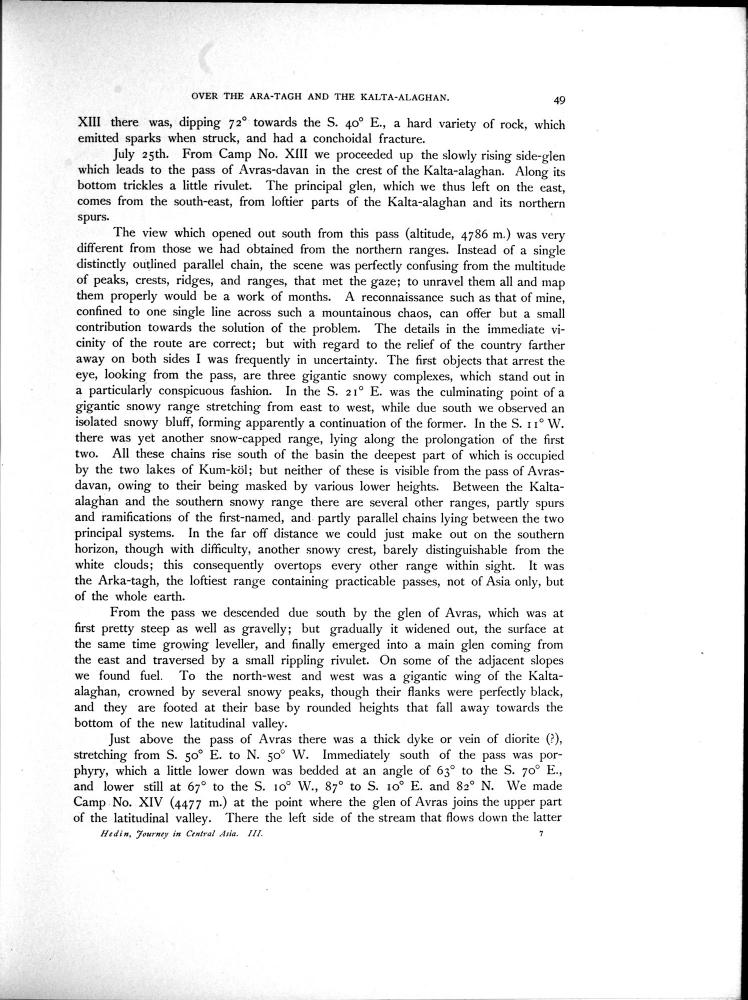 OVER THE ARA-TAGH AND THE KALTA-ALAGHAN. 49
XIII there was, dipping 72° towards the S. 40° E., a hard variety of rock, which
emitted sparks when struck, and had a conchoidal fracture.
July 25th. From Camp No. XIII we proceeded up the slowly rising side-glen
which leads to the pass of Avras-davan in the crest of the Kalta-alaghan. Along its
bottom trickles a little rivulet. The principal glen, which we thus left on the east,
comes from the south-east, from loftier parts of the Kalta-alaghan and its northern
spurs.
The view which opened out south from this pass (altitude, 4786 m.) was very
different from those we had obtained from the northern ranges. Instead of a single
distinctly outlined parallel chain, the scene was perfectly confusing from the multitude
of peaks, crests, ridges, and ranges, that met the gaze; to unravel them all and map
them properly would be a work of months. A reconnaissance such as that of mine,
confined to one single line across such a mountainous chaos, can offer but a small
contribution towards the solution of the problem. The details in the immediate vi-
cinity of the route are correct; but with regard to the relief of the country farther
away on both sides I was frequently in uncertainty. The first objects that arrest the
eye, looking from the pass, are three gigantic snowy complexes, which stand out in
a particularly conspicuous fashion. In the S. 21° E. was the culminating point of a
gigantic snowy range stretching from east to west, while due south we observed an
isolated snowy bluff, forming apparently a continuation of the former. In the S. 11° W.
there was yet another snow-capped range, lying along the prolongation of the first
two. All these chains rise south of the basin the deepest part of which is occupied
by the two lakes of Kum-köl; but neither of these is visible from the pass of Avras-
davan, owing to their being masked by various lower heights. Between the Kalta-
alaghan and the southern snowy range there are several other ranges, partly spurs
and ramifications of the first-named, and partly parallel chains lying between the two
principal systems. In the far off distance we could just make out on the southern
horizon, though with difficulty, another snowy crest, barely distinguishable from the
white clouds; this consequently overtops every other range within sight. It was
the Arka-tagh, the loftiest range containing practicable passes, not of Asia only, but
of the whole earth.
From the pass we descended due south by the glen of Avras, which was at
first pretty steep as well as gravelly; but gradually it widened out, the surface at
the same time growing leveller, and finally emerged into a main glen coming from
the east and traversed by a small rippling rivulet. On some of the adjacent slopes
we found fuel. To the north-west and west was a gigantic wing of the Kalta-
alaghan, crowned by several snowy peaks, though their flanks were perfectly black,
and they are footed at their base by rounded heights that fall away towards the
bottom of the new latitudinal valley.
Just above the pass of Avras there was a thick dyke or vein of diorite (?),
stretching from S. 50° E. to N. 50° W. Immediately south of the pass was por-
phyry, which a little lower down was bedded at an angle of 63° to the S. 70° E.,
and lower still at 67° to the S. 10° W., 87° to S. 10° E. and 82° N. We made
Camp No. XIV (4477 m.) at the point where the glen of Avras joins the upper part
of the latitudinal valley. There the left side of the stream that flows down the latter
Hedin, Journey in Central Asia. III. 7